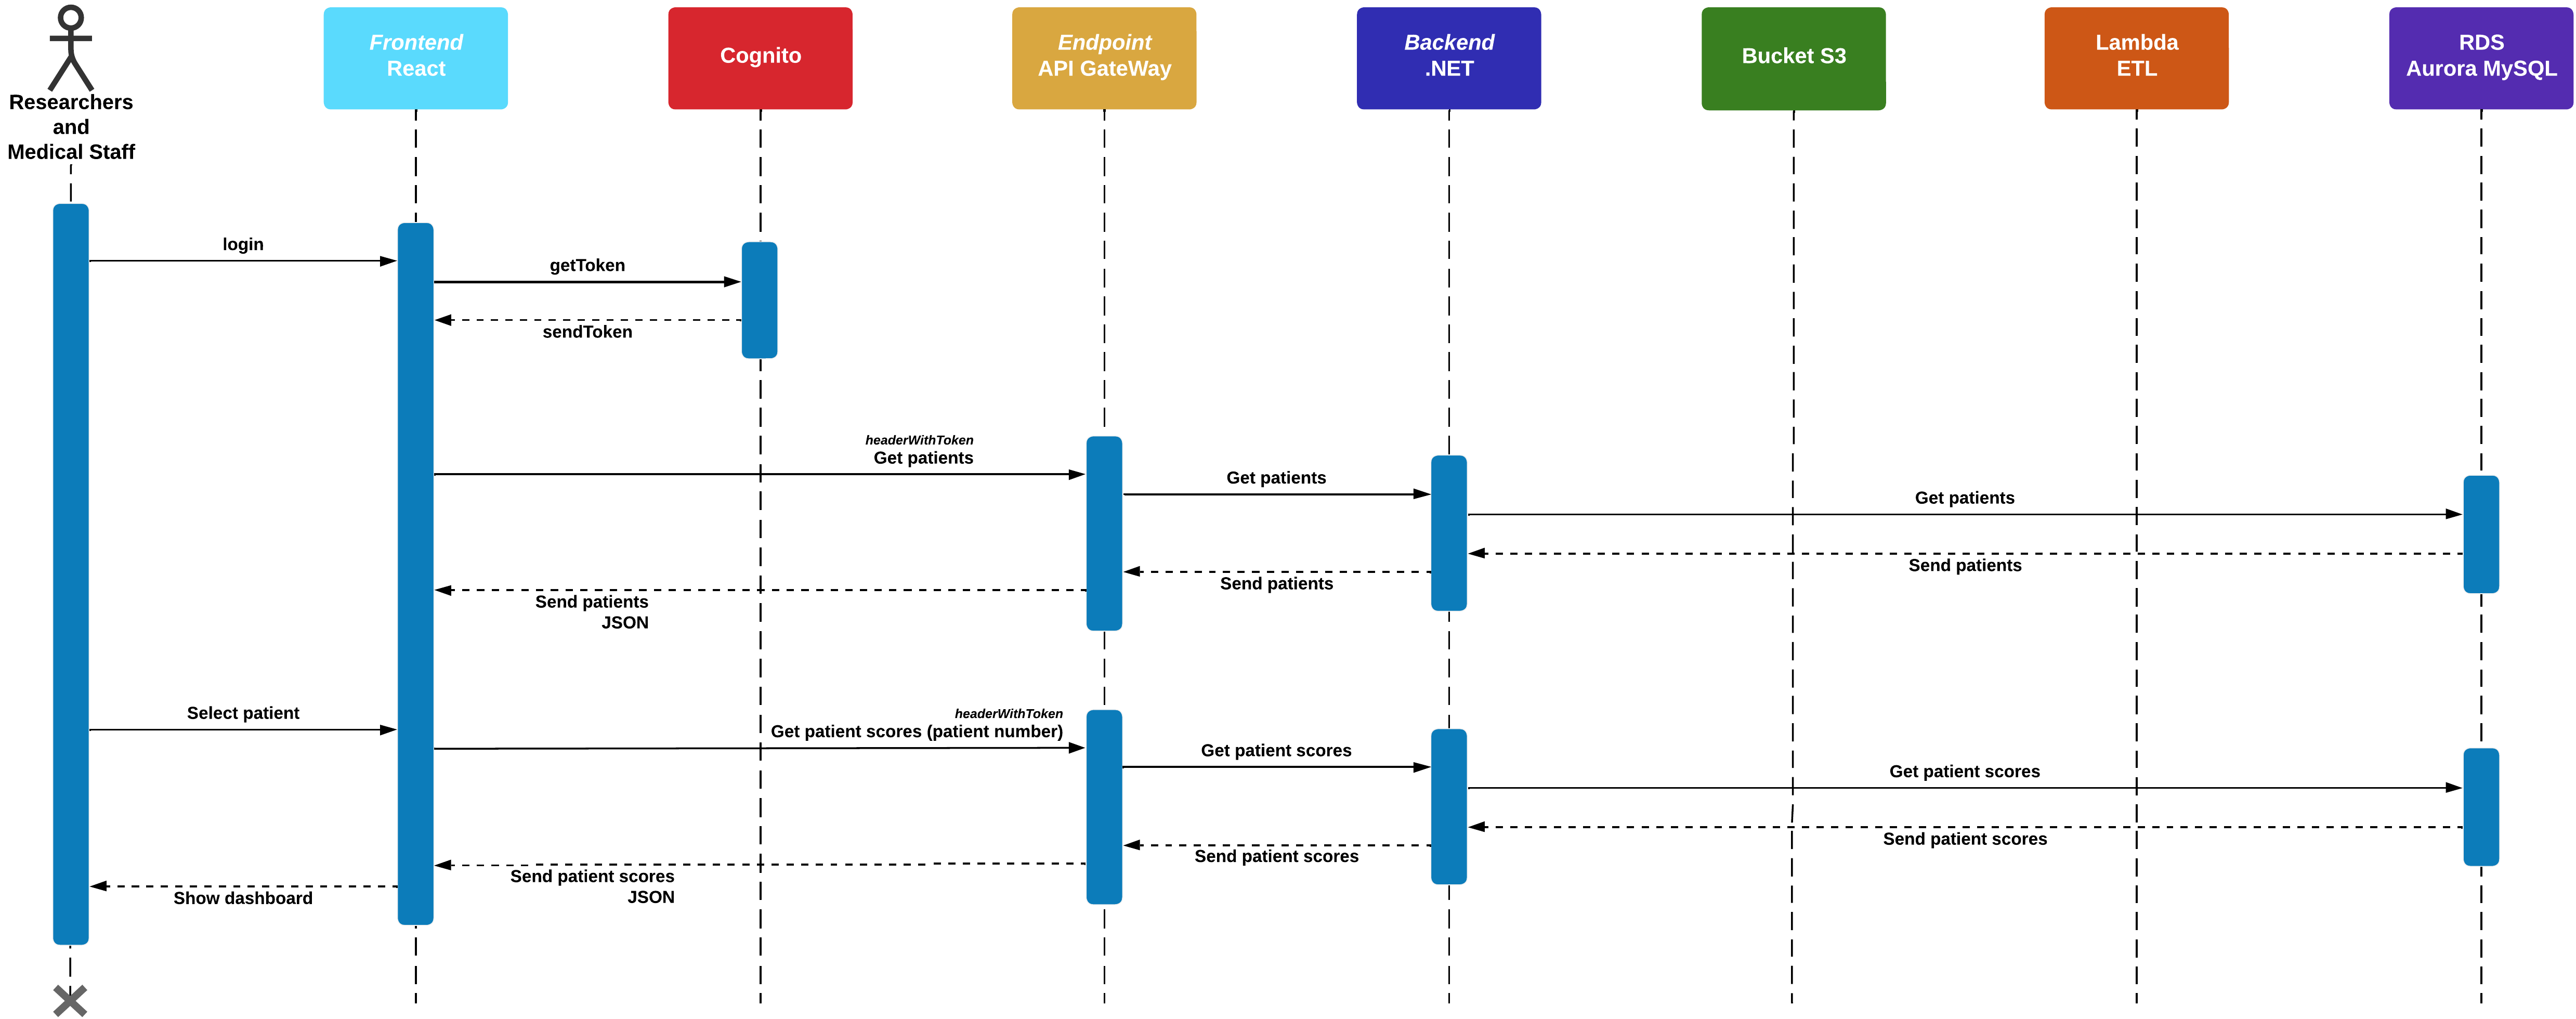 Researchers
and
Medical Staff
Frontend
React
Cognito
Endpoint
API GateWay
Backend
.NET
Bucket S3
Lambda
ETL
RDS
Aurora MySQL
login
getToken
sendToken
headerWithToken
Get patients
Get patients
Get patients
Send patients
Send patients
Send patients
JSON
Select patient
headerWithToken
Get patient scores (patient number)
Get patient scores
Get patient scores
Send patient scores
Send patient scores
Send patient scores
JSON
Show dashboard